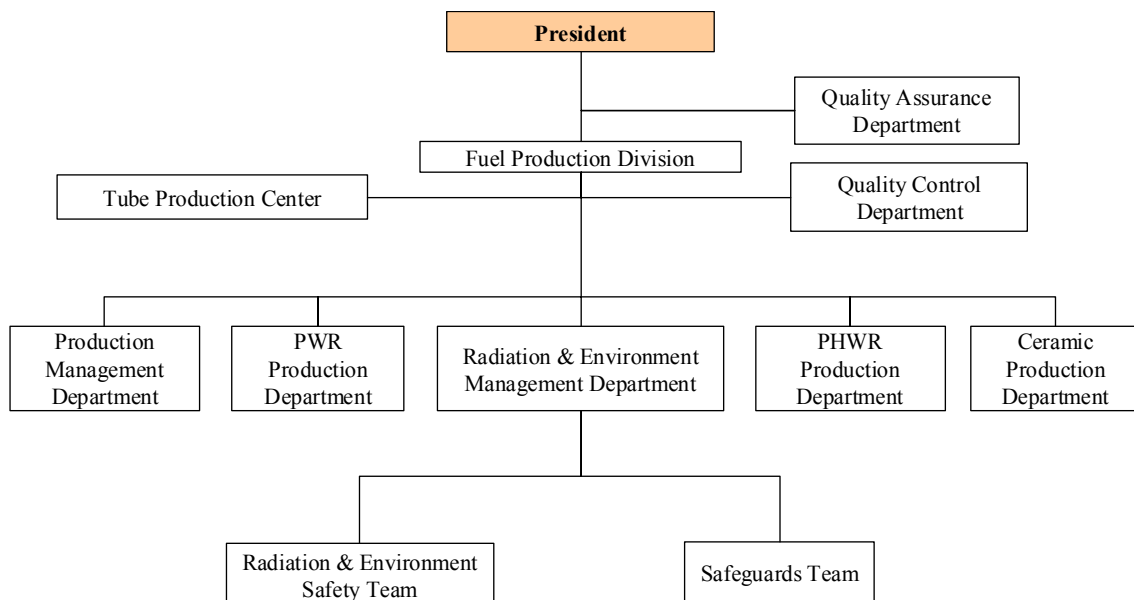 President
Quality Assurance
Department
Fuel Production Division
Tube Production Center
Quality Control
Department
Production
Management
Department
PWR
Production
Department
Radiation & Environment
Management Department
PHWR
Production
Department
Ceramic
Production
Department
Radiation & Environment
Safety Team
Safeguards Team